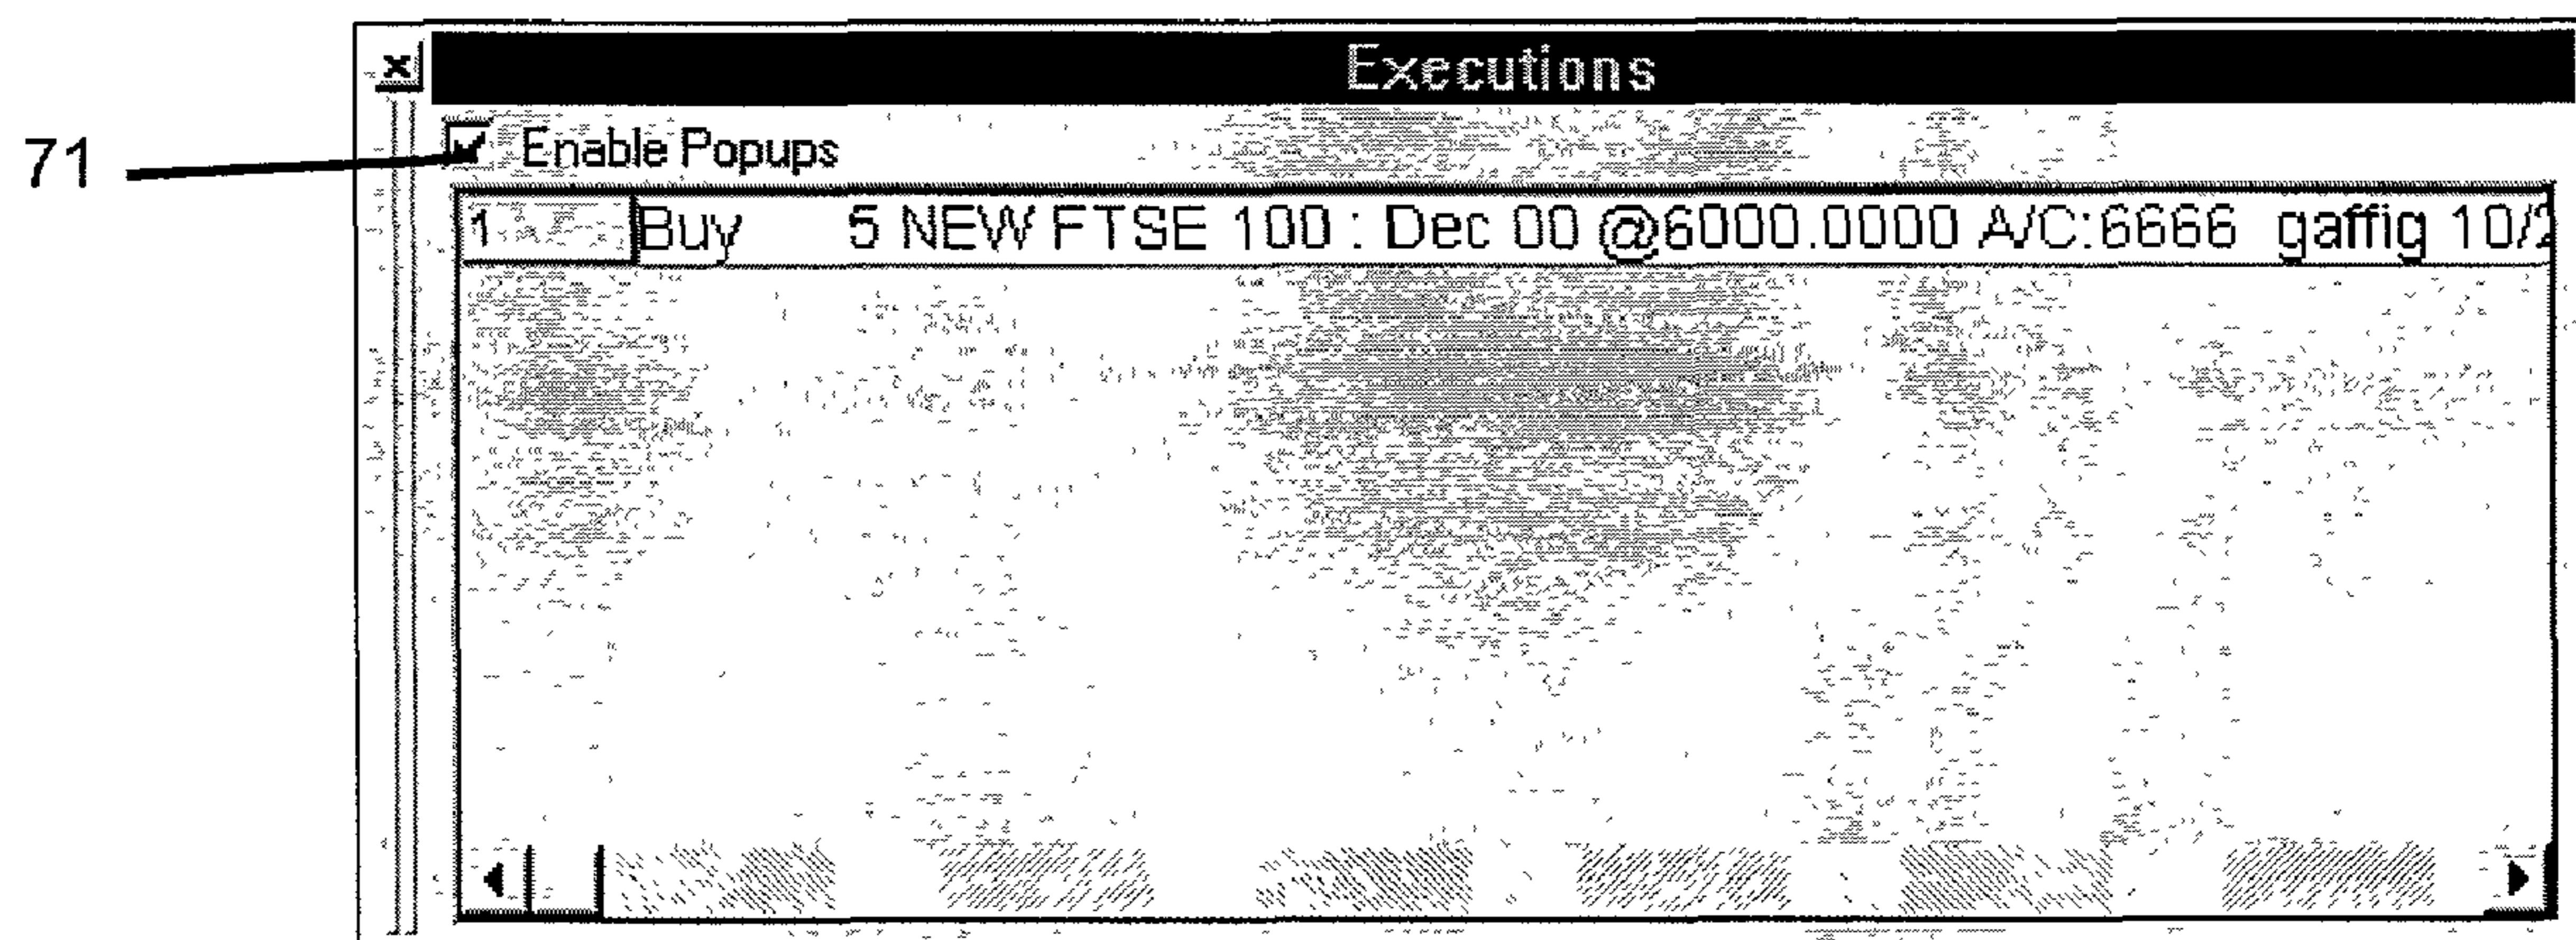 Executions
71
Enable Popups
1 Buy 5 NEW FTSE 100 : Dec 00 @6000.0000 A/C:6666 gaffig 10/2